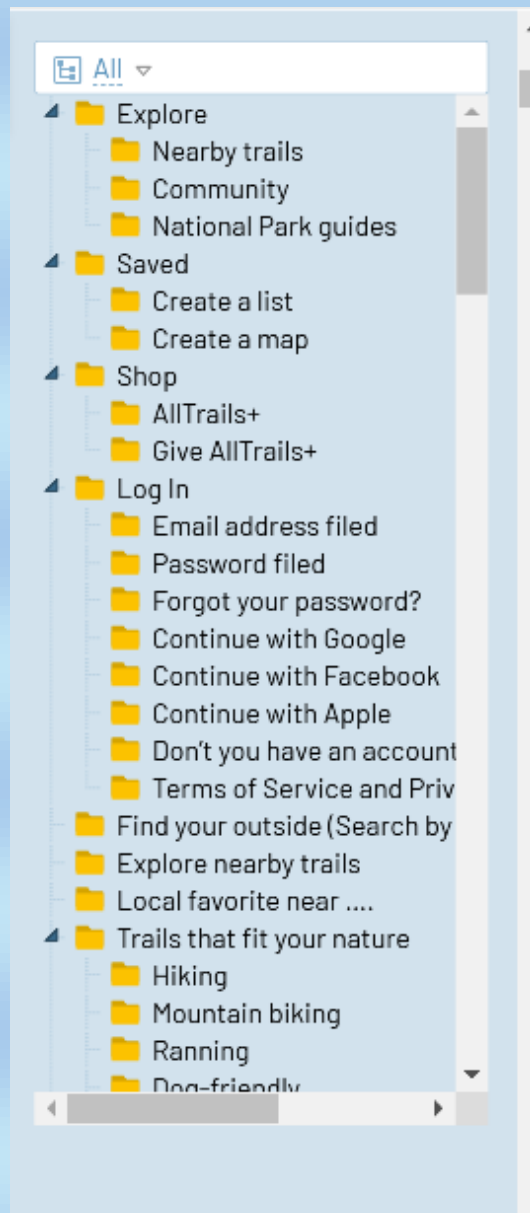 All
Explore
Nearby trails
Community
National Park guides
Saved
Create a list
Create a map
Shop
AllTrails+
Give AllTrails+
Log In
Email address filed
Password filed
Forgot your password?
Continue with Google
Continue with Facebook
Continue with Apple
Don't you have an account
Terms of Service and Priv
Find your outside (Search by
Explore nearby trails
Local favorite near ....
Trails that fit your nature
Hiking
Mountain biking
Ranning
Dog-friendly